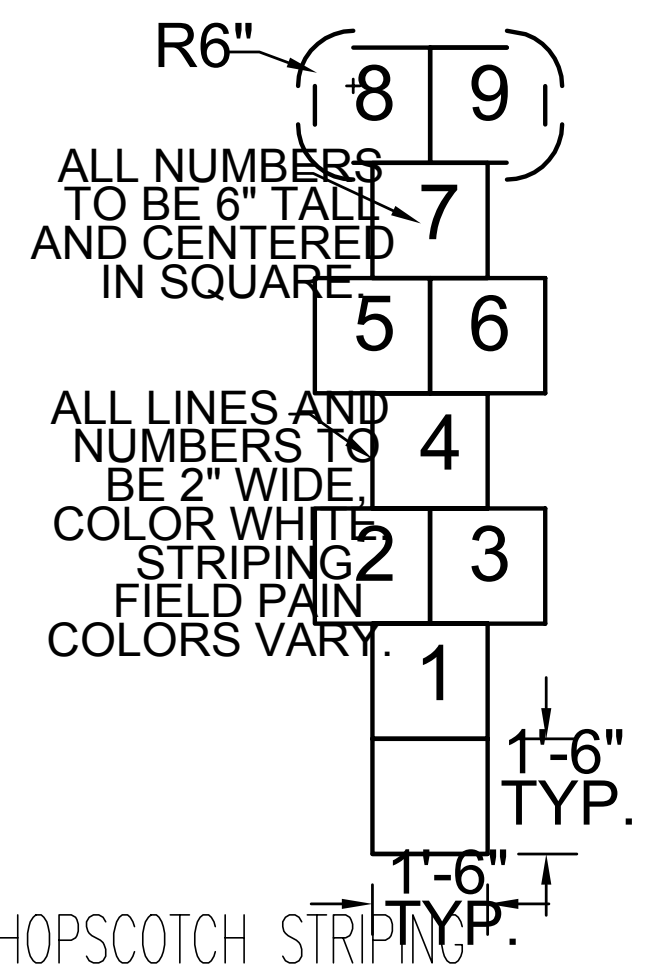 R6"
8 9
ALL NUMBERS
TO BE 6" TALL
AND CENTERED
IN SQUARE.
7
5 6
ALL LINES AND
NUMBERS TO
BE 2" WIDE,
COLOR WHITE.
STRIPING
FIELD PAIN
COLORS VARY.
4
2 3
1
1'-6"
TYP.
1'-6"
TYP.
HOPSCOTCH STRIPING